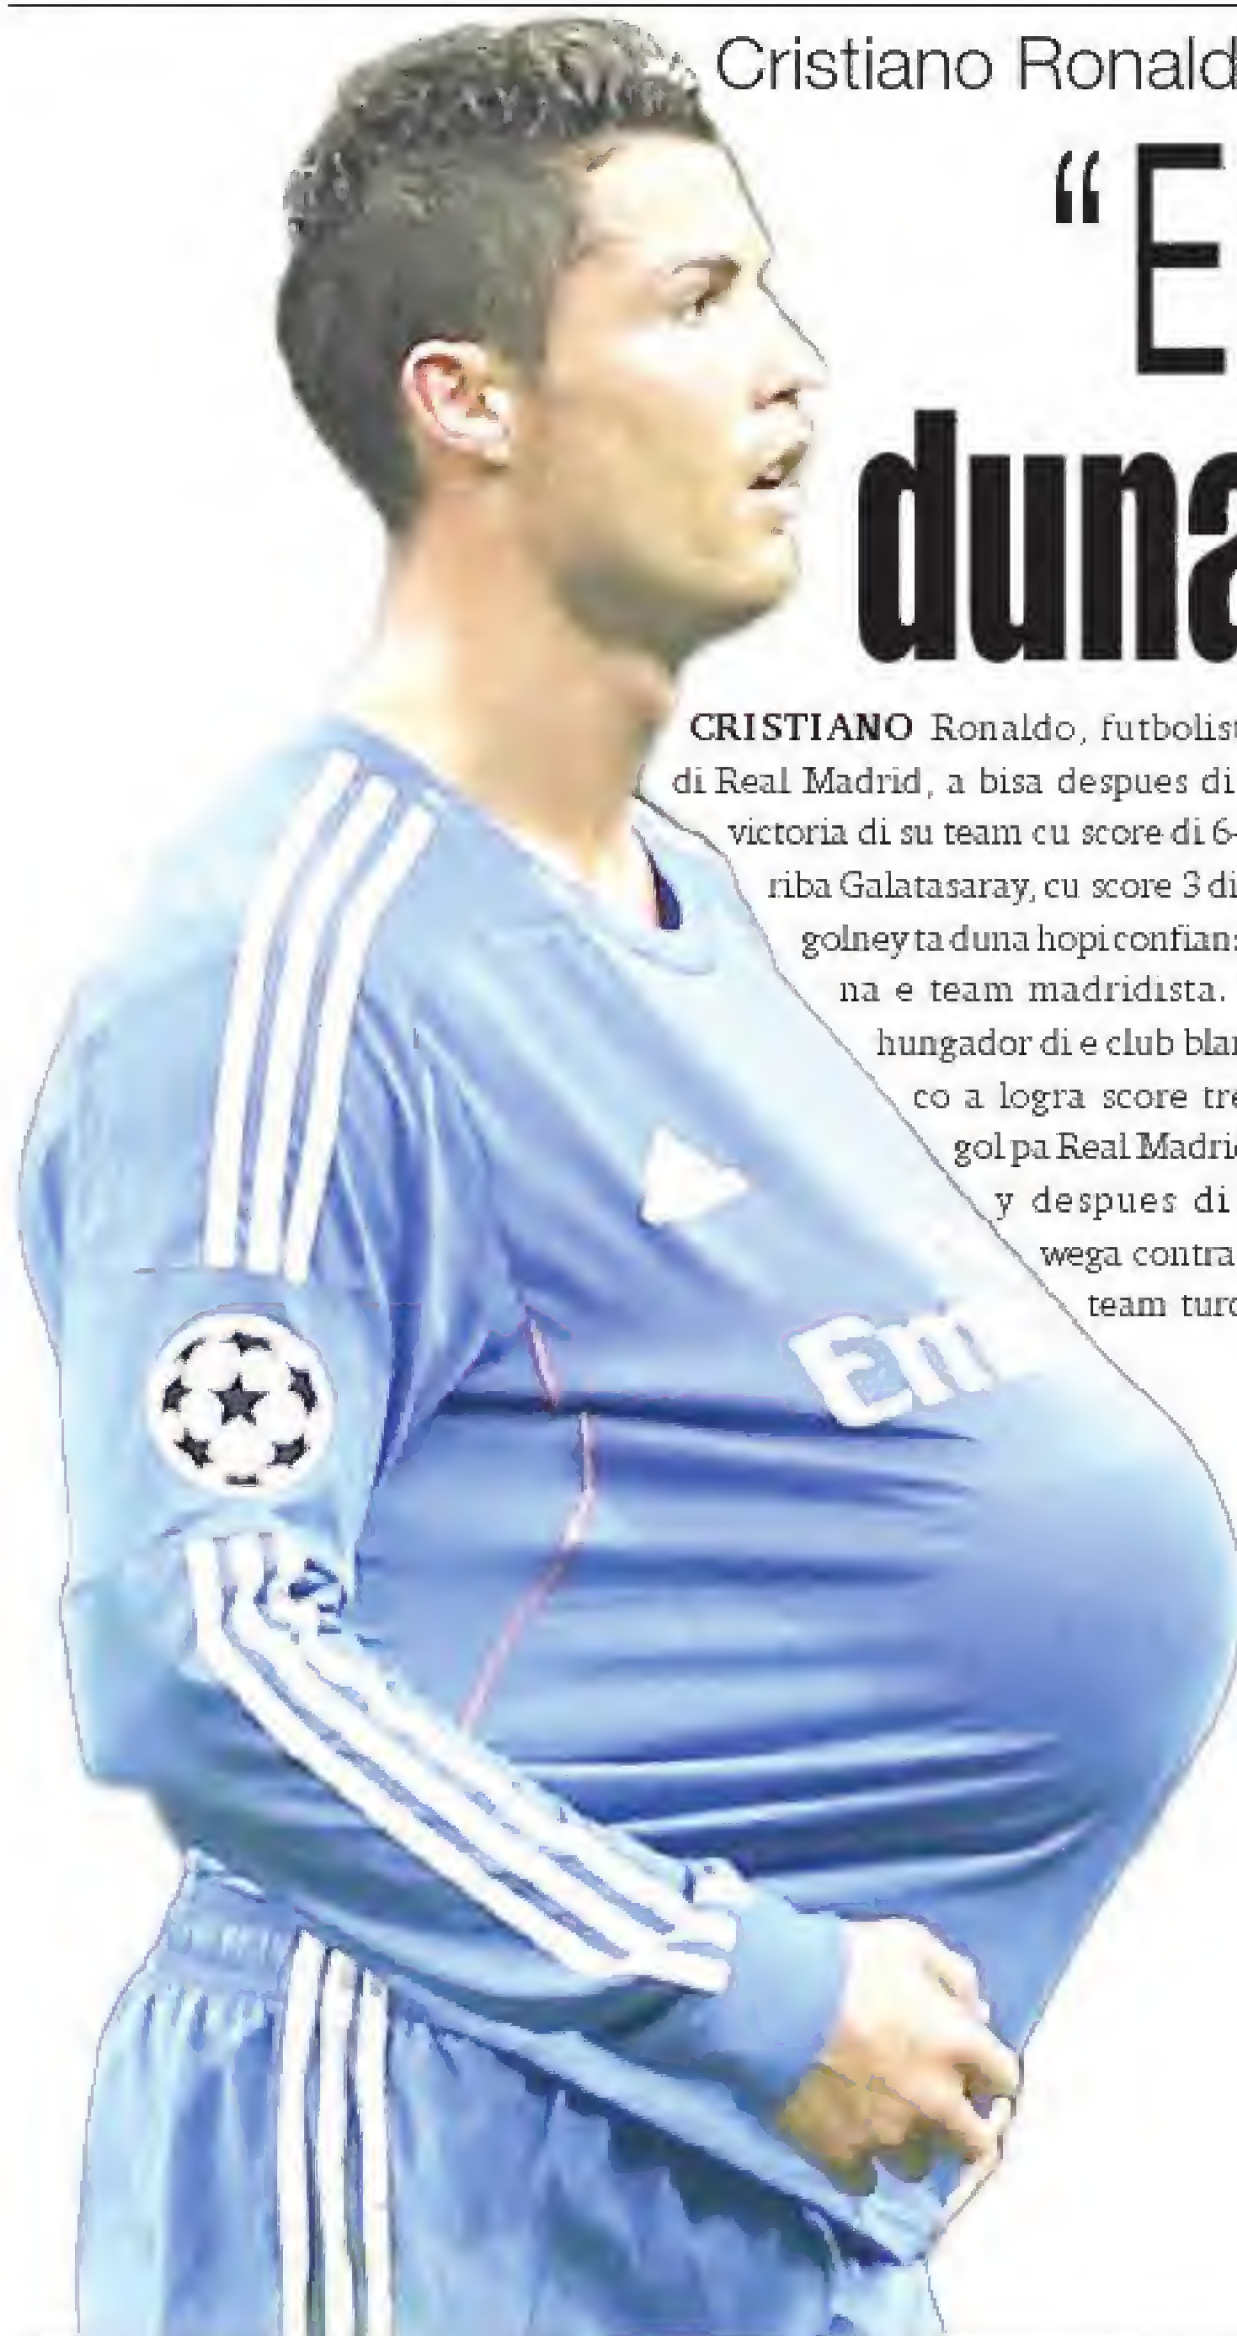 Cristiano Ronald
“E
duna
CRISTIANO Ronaldo, futbolist
di Real Madrid, a bisa despues di
victoria di su team cu score di 6-
riba Galatasaray, cu score 3 di
golney ta duna hopi confians
na e team madridista.
hungador di e club blan
co a logra score tre
gol pa Real Madrid
y despues di
wega contra
team turc
Em